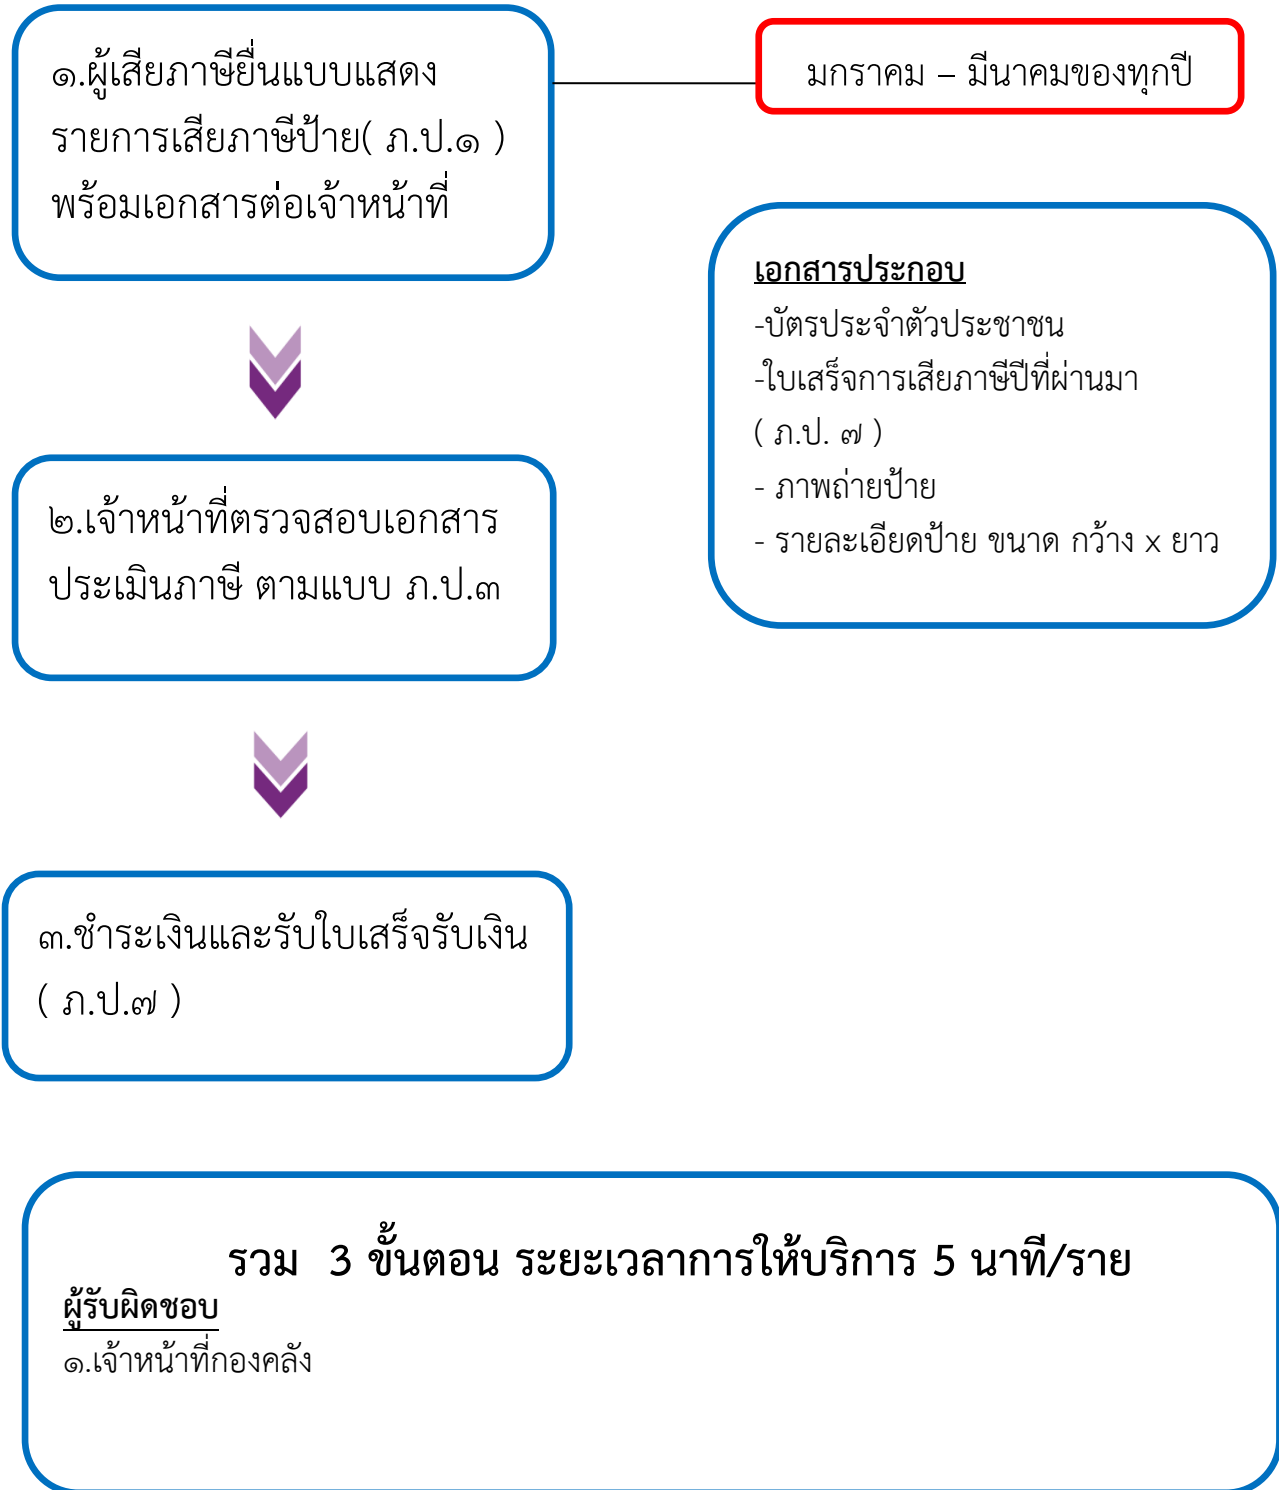 ๑.ผู้เสียภาษียื่นแบบแสดง
รายการเสียภาษีป้าย( ภ.ป.๑ )
พร้อมเอกสารต่อเจ้าหน้าที่
มกราคม – มีนาคมของทุกปี
เอกสารประกอบ
-บัตรประจำตัวประชาชน
-ใบเสร็จการเสียภาษีปีที่ผ่านมา
( ภ.ป. ๗ )
- ภาพถ่ายป้าย
- รายละเอียดป้าย ขนาด กว้าง x ยาว
๒.เจ้าหน้าที่ตรวจสอบเอกสาร
ประเมินภาษี ตามแบบ ภ.ป.๓
๓.ชำระเงินและรับใบเสร็จรับเงิน
( ภ.ป.๗ )
รวม 3 ขั้นตอน ระยะเวลาการให้บริการ 5 นาที/ราย
ผู้รับผิดชอบ
๑.เจ้าหน้าที่กองคลัง